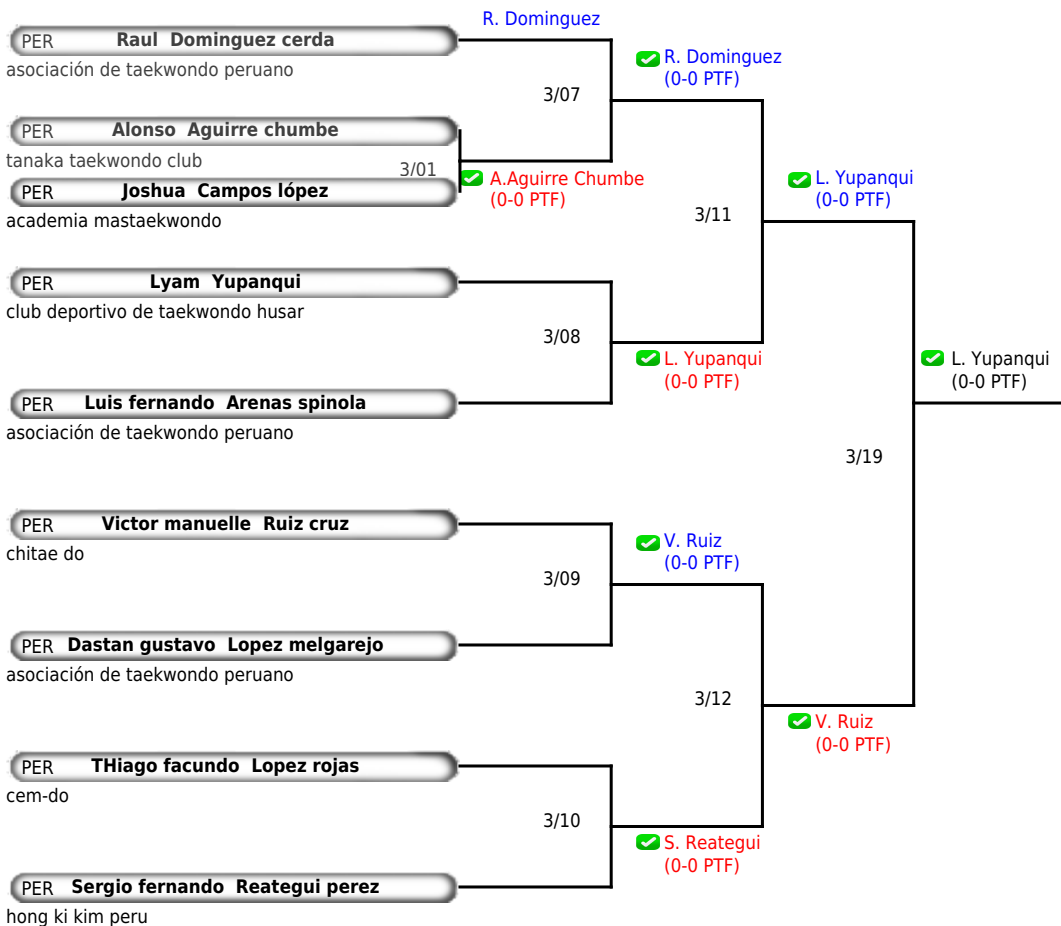 R. Dominguez
PER Raul Dominguez cerda
asociación de taekwondo peruano
R. Dominguez
(0-0 PTF)
3/07
PER Alonso Aguirre chumbe
tanaka taekwondo club
3/01
A.Aguirre Chumbe
(0-0 PTF)
PER Joshua Campos lópez
academia mastaekwondo
L. Yupanqui
(0-0 PTF)
3/11
PER Lyam Yupanqui
club deportivo de taekwondo husar
3/08
L. Yupanqui
(0-0 PTF)
L. Yupanqui
(0-0 PTF)
PER Luis fernando Arenas spinola
asociación de taekwondo peruano
3/19
PER Victor manuelle Ruiz cruz
chitae do
V. Ruiz
(0-0 PTF)
3/09
PER Dastan gustavo Lopez melgarejo
asociación de taekwondo peruano
3/12
V. Ruiz
(0-0 PTF)
PER THiago facundo Lopez rojas
cem-do
3/10
S. Reategui
(0-0 PTF)
PER Sergio fernando Reategui perez
hong ki kim peru